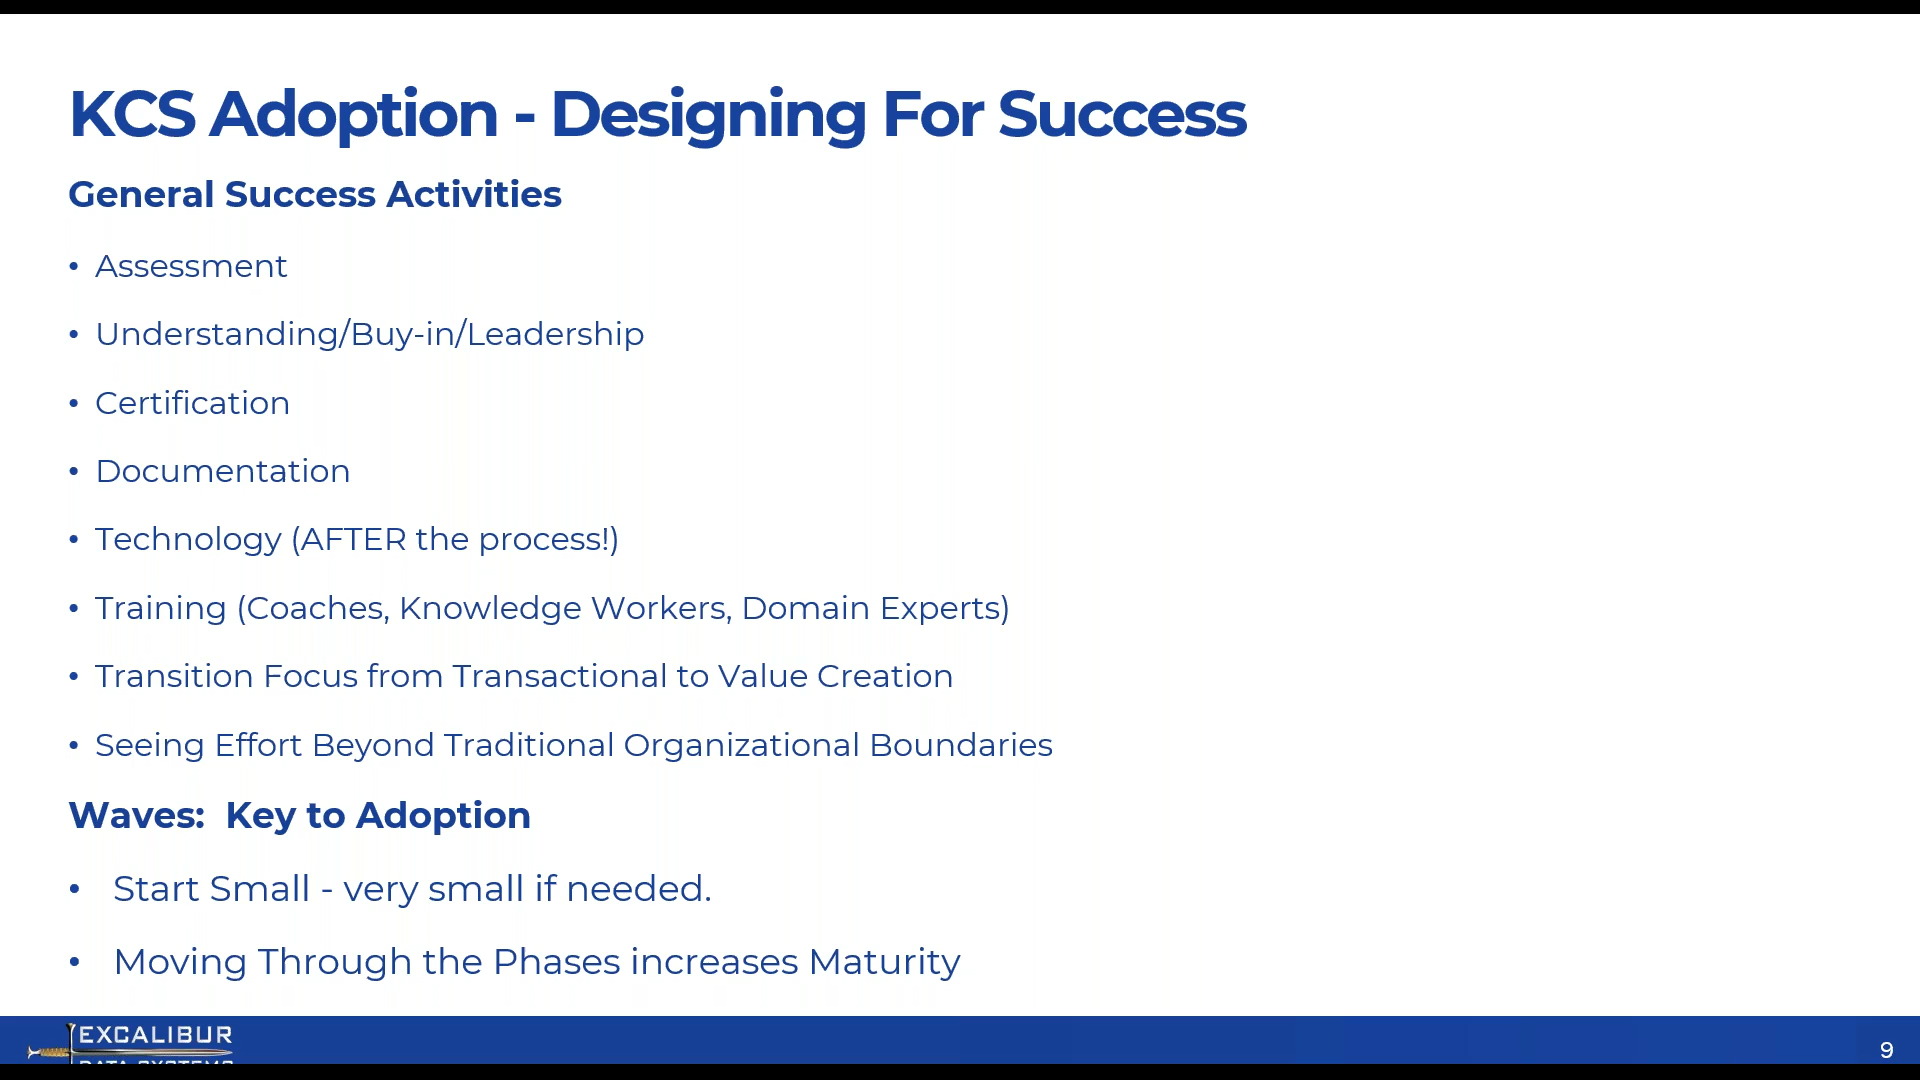 KCS Adoption - Designing For Success
General Success Activities
• Assessment
• Understanding/Buy-in/Leadership
• Certification
• Documentation
• Technology (AFTER the process!)
• Training (Coaches, Knowledge Workers, Domain Experts)
• Transition Focus from Transactional to Value Creation
• Seeing Effort Beyond Traditional Organizational Boundaries
Waves:  Key to Adoption
• Start Small - very small if needed.
• Moving Through the Phases increases Maturity
EXCALIBUR
DATA SYSTEMS
9